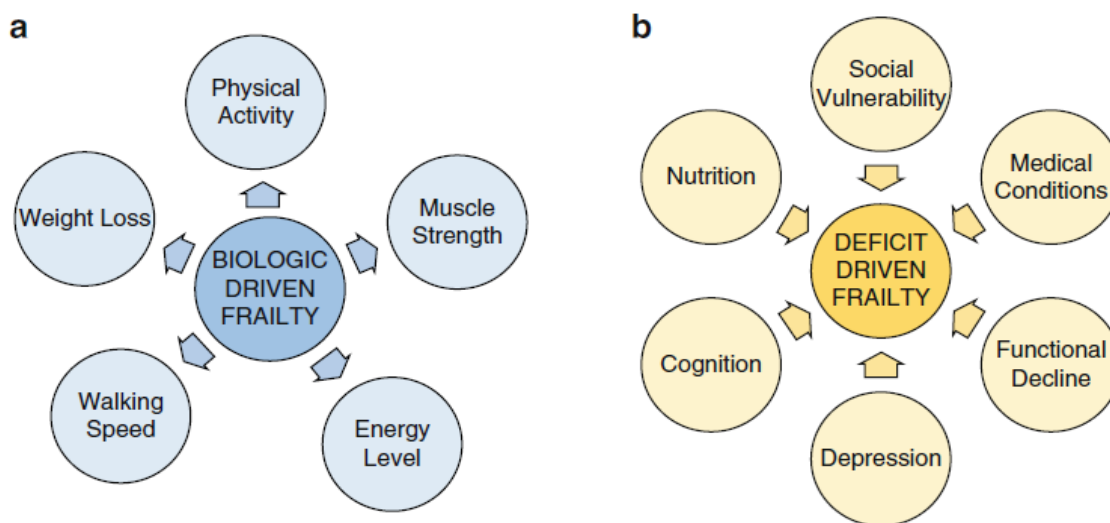 a
Physical
Activity
Muscle
Strength
Energy
Level
Walking
Speed
Weight Loss
BIOLOGIC
DRIVEN
FRAILTY
b
Social
Vulnerability
Medical
Conditions
Functional
Decline
Depression
Cognition
Nutrition
DEFICIT
DRIVEN
FRAILTY